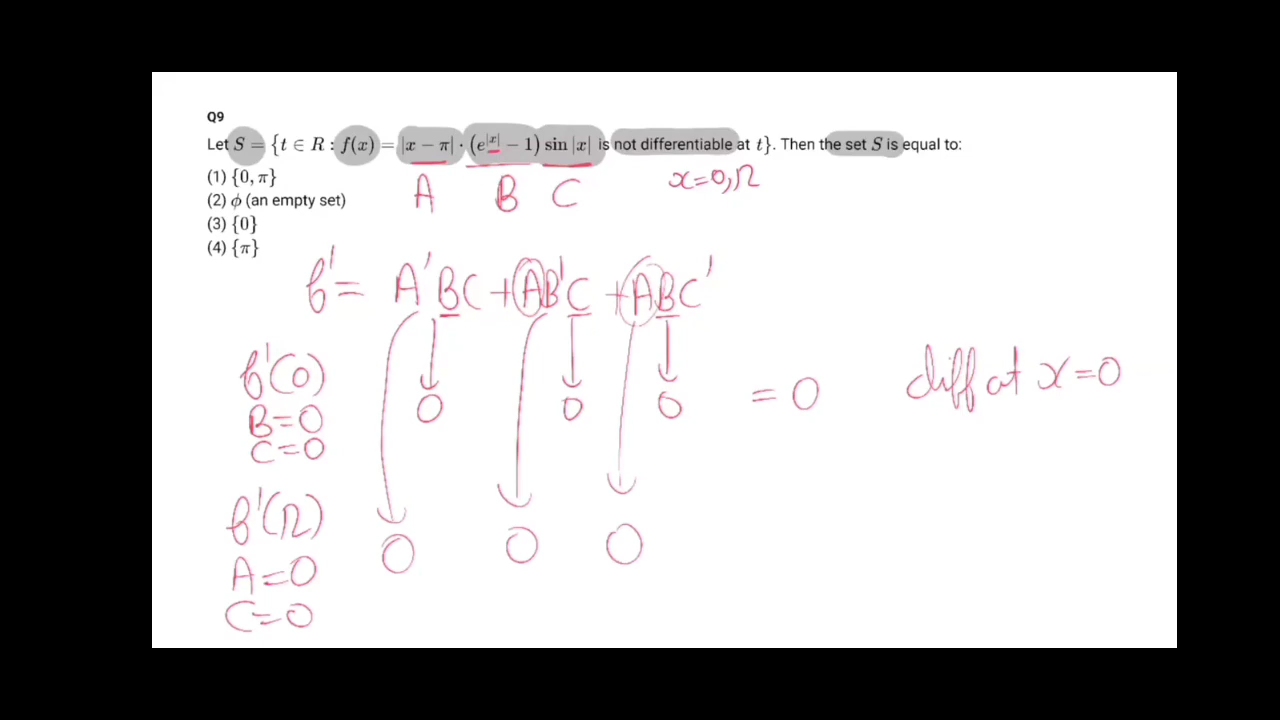 Q9
Let S = {t ∈ R : f(x) = |x − π| · (e^{|x|} − 1) sin |x| is not differentiable at t}. Then the set S is equal to:
(1) {0, π}
(2) ϕ (an empty set)
(3) {0}
(4) {π}
x=0,π
A B C
f' = A'BC + AB'C + ABC'
f'(0)
B=0
C=0
0 0 0 = 0
diff at x=0
f'(π)
A=0
C=0
0 0 0